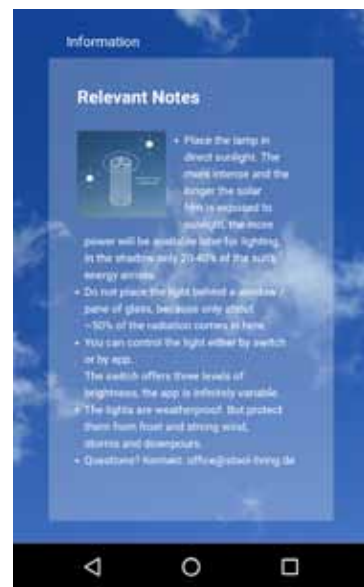 Information
Relevant Notes
• Place the lamp in
direct sunlight. The
more intense and the
longer the solar
film is exposed to
sunlight, the more
power will be available later for lighting.
In the shadow only 20-40% of the sun's
energy arrives.
• Do not place the light behind a window /
pane of glass, because only about
~50% of the radiation comes in here.
• You can control the light either by switch
or by app.
The switch offers three levels of
brightness, the app is infinitely variable.
• The lights are weatherproof. But protect
them from frost and strong wind,
storms and downpours.
• Questions? Kontakt: